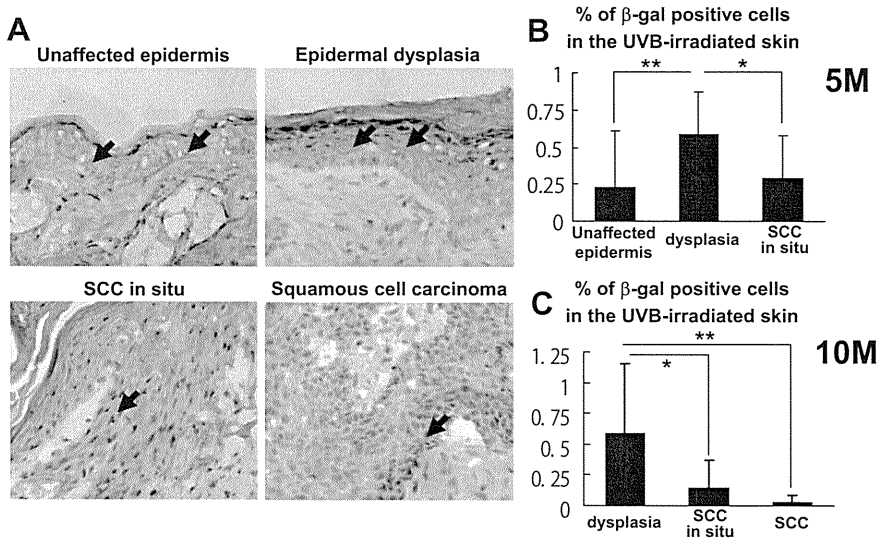 A
Unaffected epidermis
Epidermal dysplasia
SCC in situ
Squamous cell carcinoma
B
% of β-gal positive cells
in the UVB-irradiated skin
5M
**
*
1
0.75
0.5
0.25
0
Unaffected
epidermis
dysplasia
SCC
in situ
C
% of β-gal positive cells
in the UVB-irradiated skin
10M
**
*
1.25
1
0.75
0.5
0.25
0
dysplasia
SCC
in situ
SCC